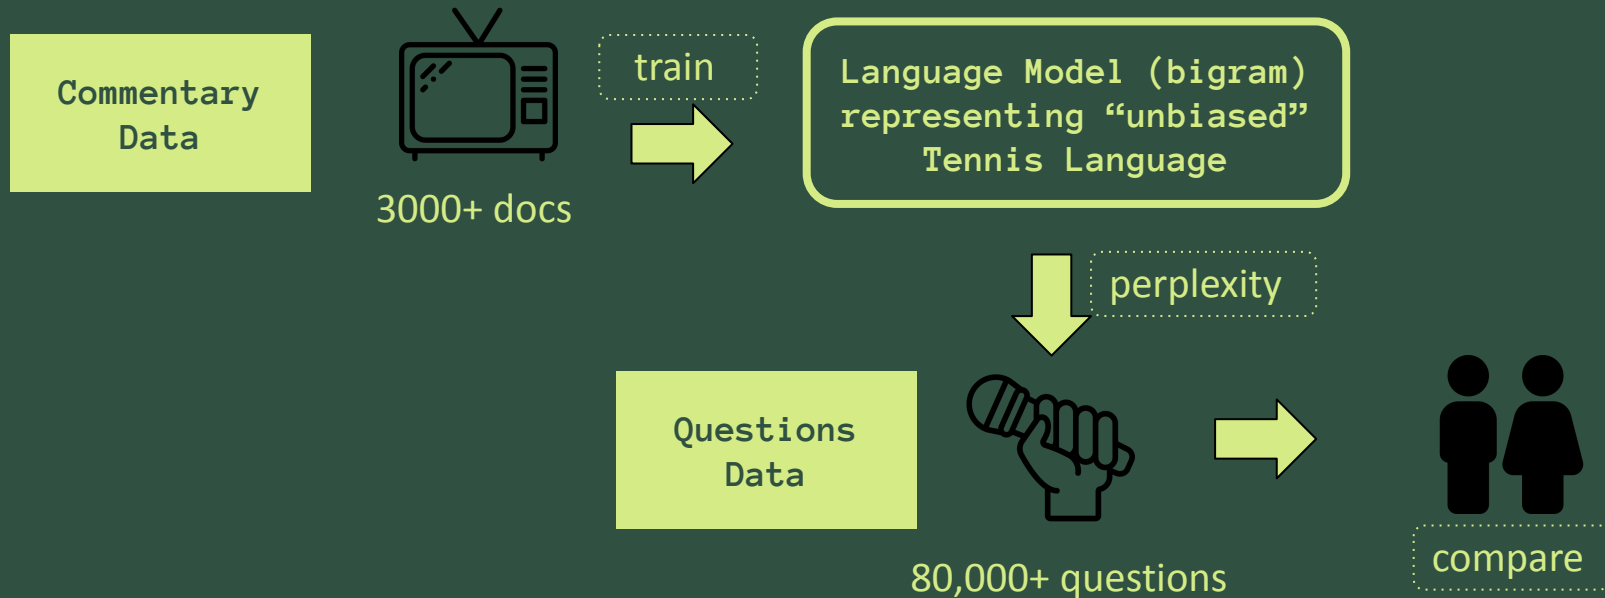 Commentary
Data
3000+ docs
train
Language Model (bigram)
representing “unbiased”
Tennis Language
perplexity
Questions
Data
80,000+ questions
compare